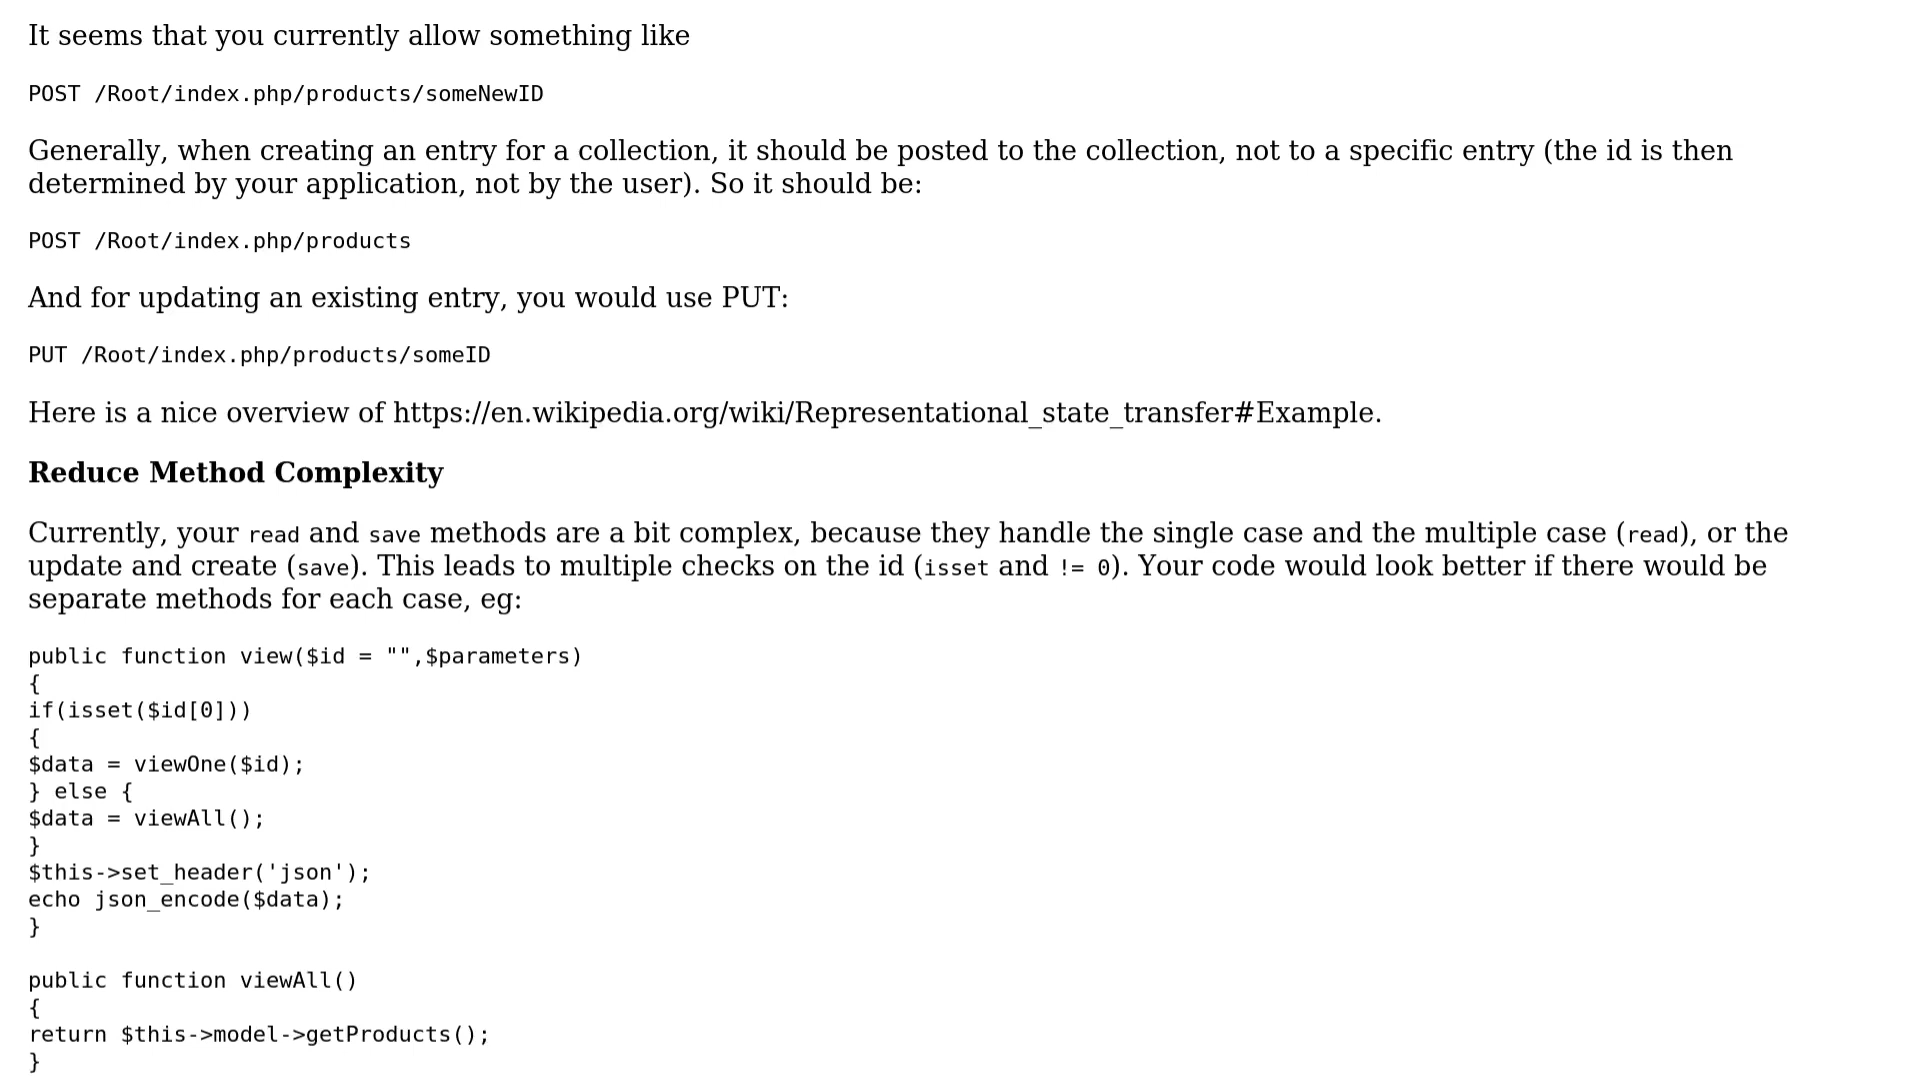 It seems that you currently allow something like
POST /Root/index.php/products/someNewID
Generally, when creating an entry for a collection, it should be posted to the collection, not to a specific entry (the id is then
determined by your application, not by the user). So it should be:
POST /Root/index.php/products
And for updating an existing entry, you would use PUT:
PUT /Root/index.php/products/someID
Here is a nice overview of https://en.wikipedia.org/wiki/Representational_state_transfer#Example.
Reduce Method Complexity
Currently, your read and save methods are a bit complex, because they handle the single case and the multiple case (read), or the
update and create (save). This leads to multiple checks on the id (isset and != 0). Your code would look better if there would be
separate methods for each case, eg:
public function view($id = "",$parameters)
{
if(isset($id[0]))
{
$data = viewOne($id);
} else {
$data = viewAll();
}
$this->set_header('json');
echo json_encode($data);
}
public function viewAll()
{
return $this->model->getProducts();
}